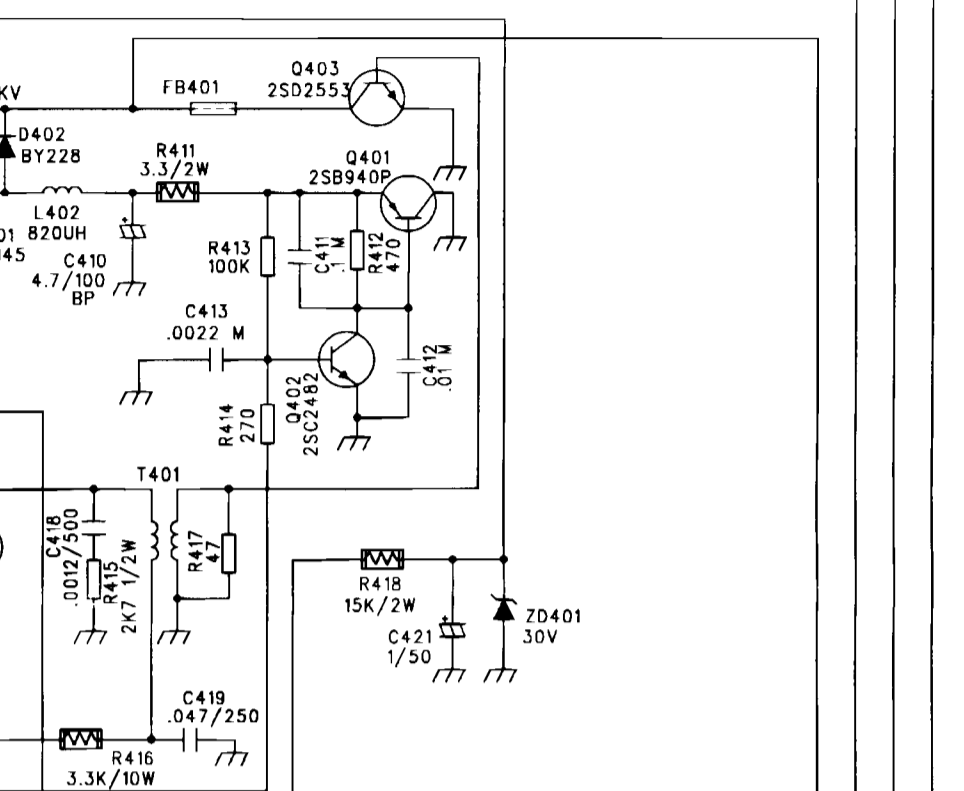 KV
D402
BY228
FB401
Q403
2SD2553
R411
3.3/2W
Q401
2SB940P
L402
820UH
01
145
C410
4.7/100
BP
R413
100K
C411
.1 M
R412
470
C413
.0022 M
R414
270
Q402
2SC2482
C412
.01 M
T401
C418
.0012/500
R415
2K7 1/2W
R417
47
R418
15K/2W
C421
1/50
ZD401
30V
C419
.047/250
R416
3.3K/10W